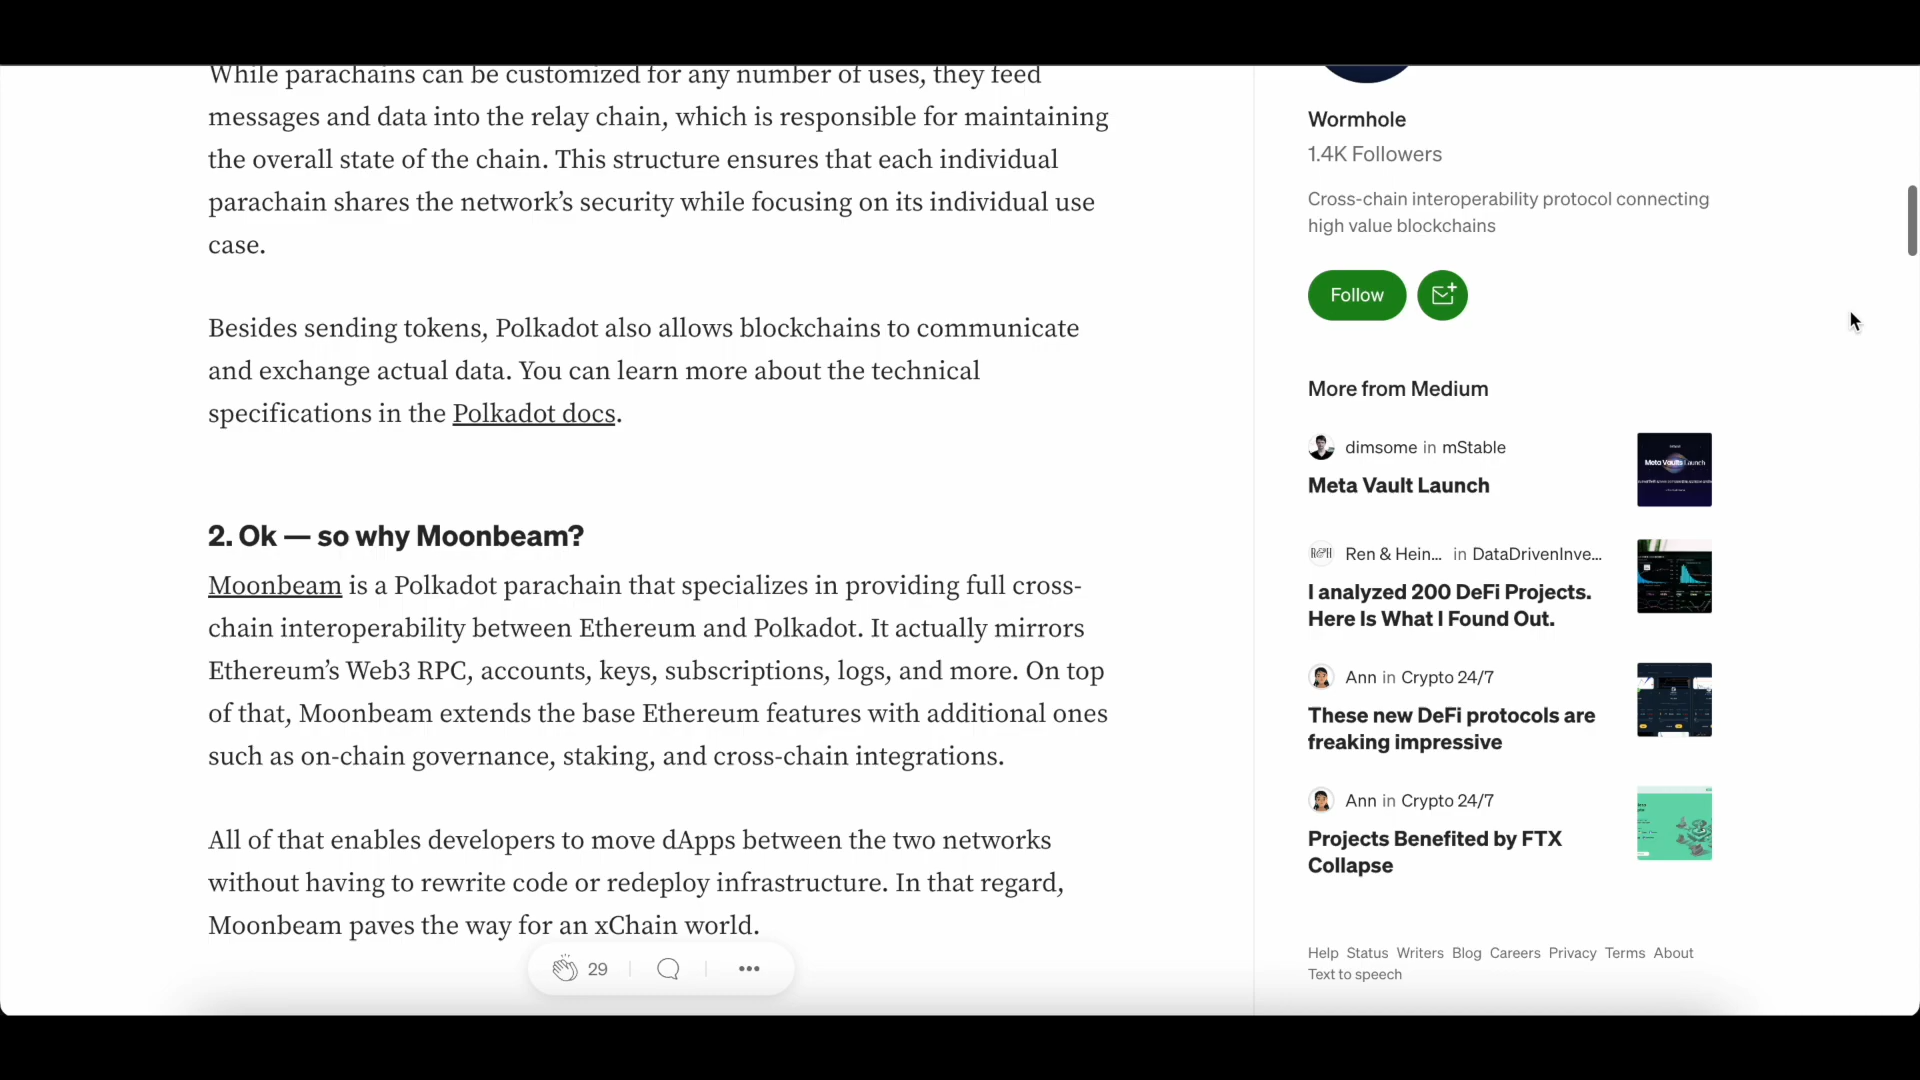 While parachains can be customized for any number of uses, they feed
messages and data into the relay chain, which is responsible for maintaining
the overall state of the chain. This structure ensures that each individual
parachain shares the network’s security while focusing on its individual use
case.
Besides sending tokens, Polkadot also allows blockchains to communicate
and exchange actual data. You can learn more about the technical
specifications in the Polkadot docs.
2. Ok — so why Moonbeam?
Moonbeam is a Polkadot parachain that specializes in providing full cross-
chain interoperability between Ethereum and Polkadot. It actually mirrors
Ethereum’s Web3 RPC, accounts, keys, subscriptions, logs, and more. On top
of that, Moonbeam extends the base Ethereum features with additional ones
such as on-chain governance, staking, and cross-chain integrations.
All of that enables developers to move dApps between the two networks
without having to rewrite code or redeploy infrastructure. In that regard,
Moonbeam paves the way for an xChain world.
29
Wormhole
1.4K Followers
Cross-chain interoperability protocol connecting
high value blockchains
Follow
More from Medium
dimsome in mStable
Meta Vault Launch
Meta Vaults Launch
R&H
Ren & Hein... in DataDrivenInve...
I analyzed 200 DeFi Projects.
Here Is What I Found Out.
Ann in Crypto 24/7
These new DeFi protocols are
freaking impressive
Ann in Crypto 24/7
Projects Benefited by FTX
Collapse
Help Status Writers Blog Careers Privacy Terms About
Text to speech